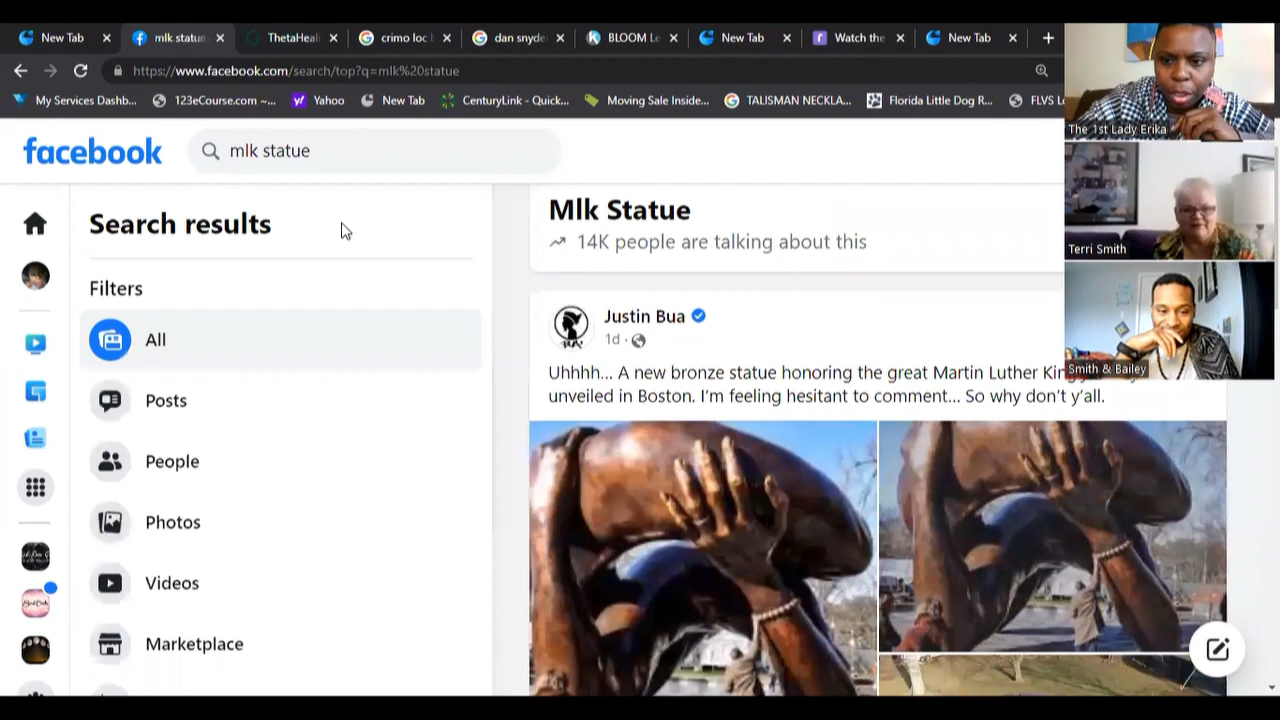 New Tab
mlk statu
ThetaHeali
crimo loc
dan snyde
BLOOM Le
New Tab
Watch the
New Tab
https://www.facebook.com/search/top?q=mlk%20statue
My Services Dashb...
123eCourse.com ~...
Yahoo
New Tab
CenturyLink - Quick...
Moving Sale Inside...
TALISMAN NECKLA...
Florida Little Dog R...
FLVS Lo
The 1st Lady Erika
facebook
mlk statue
Terri Smith
Search results
Mlk Statue
14K people are talking about this
Filters
All
Posts
People
Photos
Videos
Marketplace
Justin Bua
1d ·
Smith & Bailey
Uhhhh... A new bronze statue honoring the great Martin Luther King
unveiled in Boston. I'm feeling hesitant to comment... So why don't y'all.